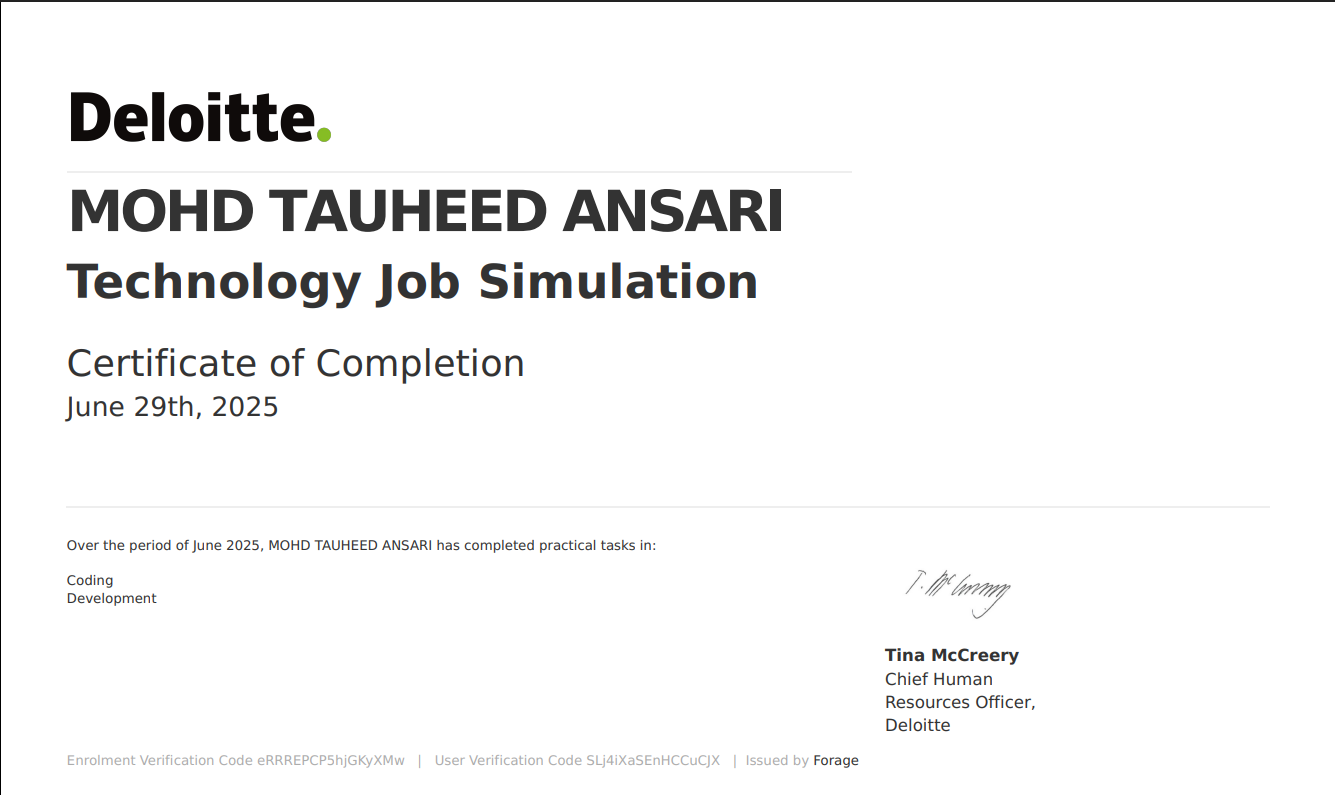 Deloitte.
MOHD TAUHEED ANSARI
Technology Job Simulation
Certificate of Completion
June 29th, 2025
Over the period of June 2025, MOHD TAUHEED ANSARI has completed practical tasks in:
Coding
Development
T. McCreery
Tina McCreery
Chief Human
Resources Officer,
Deloitte
Enrolment Verification Code eRRREPCP5hjGKyXMw | User Verification Code SLj4iXaSEnHCCuCJX | Issued by Forage